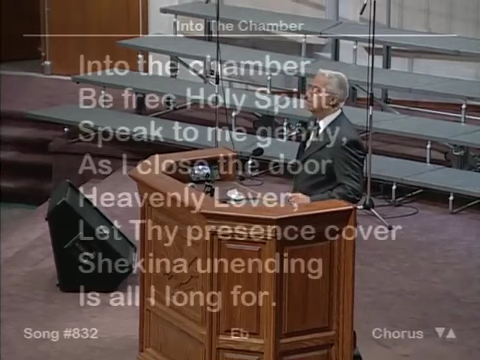 Into The Chamber
Into the chamber
Be free Holy Spirit
Speak to me gently
As I close the door
Heavenly Lover
Let Thy presence cover
Shekina unending
Is all I long for.
Song #832 Eb Chorus ▼▲